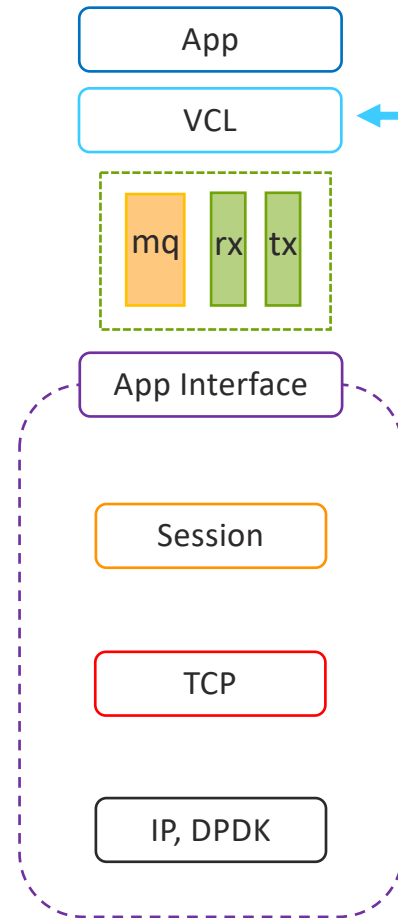 App
VCL
mq rx tx
App Interface
Session
TCP
IP, DPDK